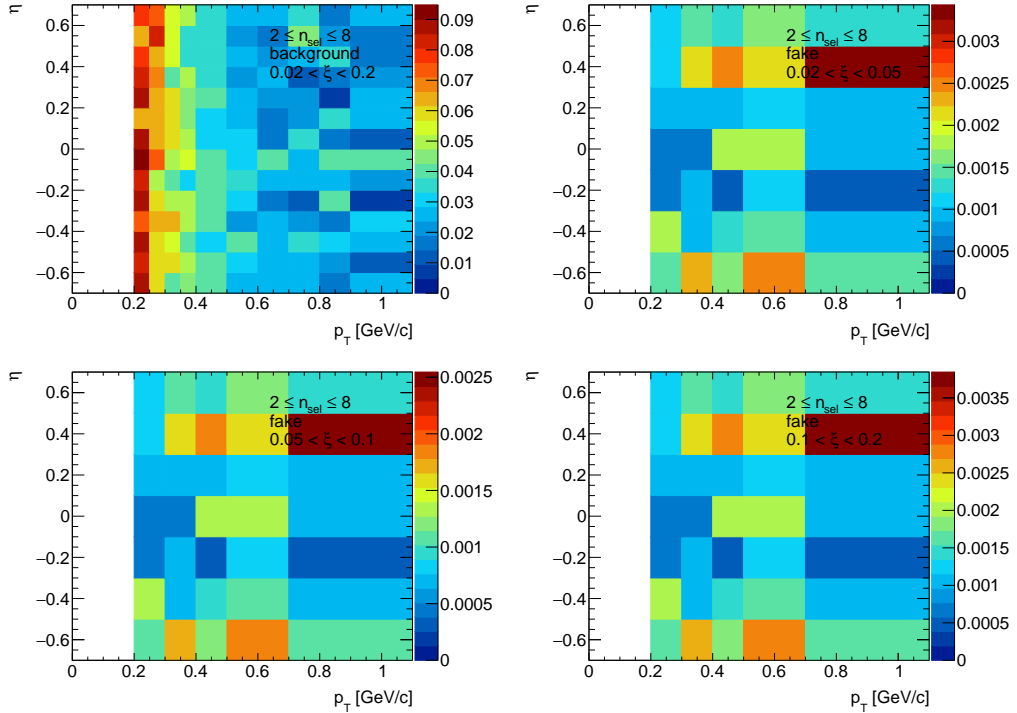 η
0.6
0.4
0.2
0
−0.2
−0.4
−0.6
0 0.2 0.4 0.6 0.8 1
p_T [GeV/c]
2 ≤ n_sel ≤ 8
background
0.02 < ξ < 0.2
0.09
0.08
0.07
0.06
0.05
0.04
0.03
0.02
0.01
0
η
0.6
0.4
0.2
0
−0.2
−0.4
−0.6
0 0.2 0.4 0.6 0.8 1
p_T [GeV/c]
2 ≤ n_sel ≤ 8
fake
0.02 < ξ < 0.05
0.003
0.0025
0.002
0.0015
0.001
0.0005
0
η
0.6
0.4
0.2
0
−0.2
−0.4
−0.6
0 0.2 0.4 0.6 0.8 1
p_T [GeV/c]
2 ≤ n_sel ≤ 8
fake
0.05 < ξ < 0.1
0.0025
0.002
0.0015
0.001
0.0005
0
η
0.6
0.4
0.2
0
−0.2
−0.4
−0.6
0 0.2 0.4 0.6 0.8 1
p_T [GeV/c]
2 ≤ n_sel ≤ 8
fake
0.1 < ξ < 0.2
0.0035
0.003
0.0025
0.002
0.0015
0.001
0.0005
0